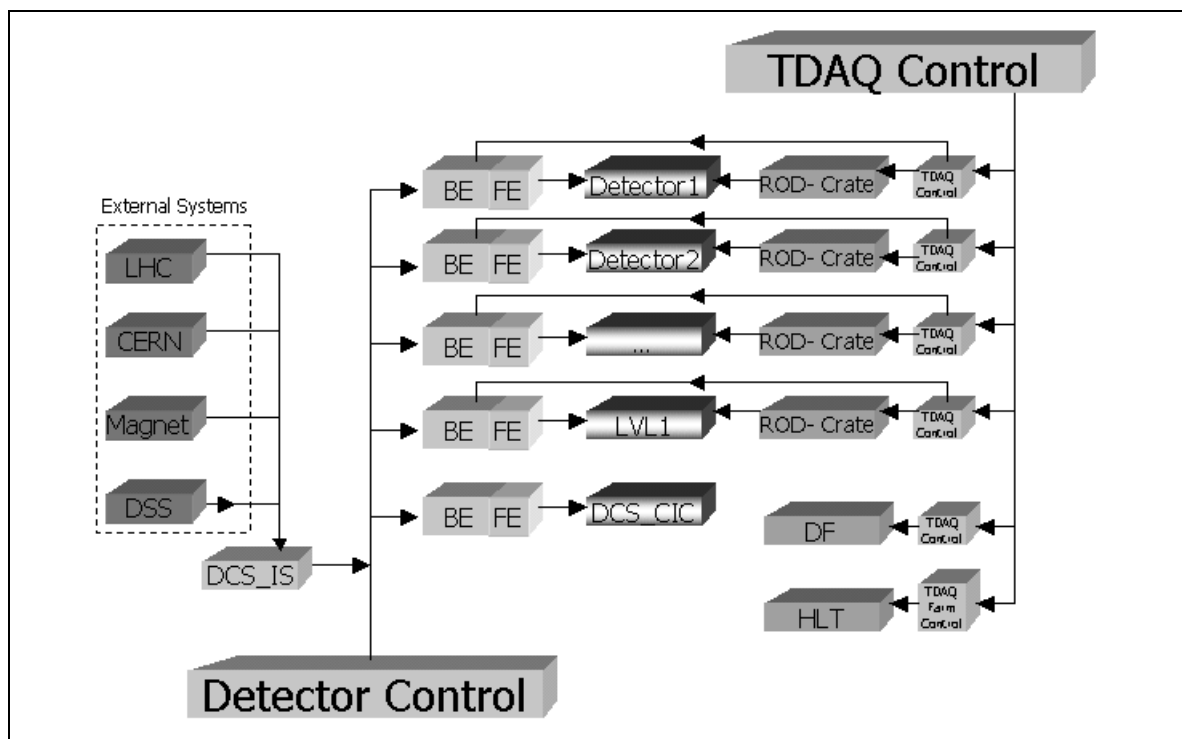 TDAQ Control
BE FE Detector1 ROD- Crate TDAQ
Control
External Systems
LHC
BE FE Detector2 ROD- Crate TDAQ
Control
CERN
BE FE ... ROD- Crate TDAQ
Control
Magnet
BE FE LVL1 ROD- Crate TDAQ
Control
DSS
BE FE DCS_CIC
DF TDAQ
Control
DCS_IS
HLT TDAQ
Farm
Control
Detector Control